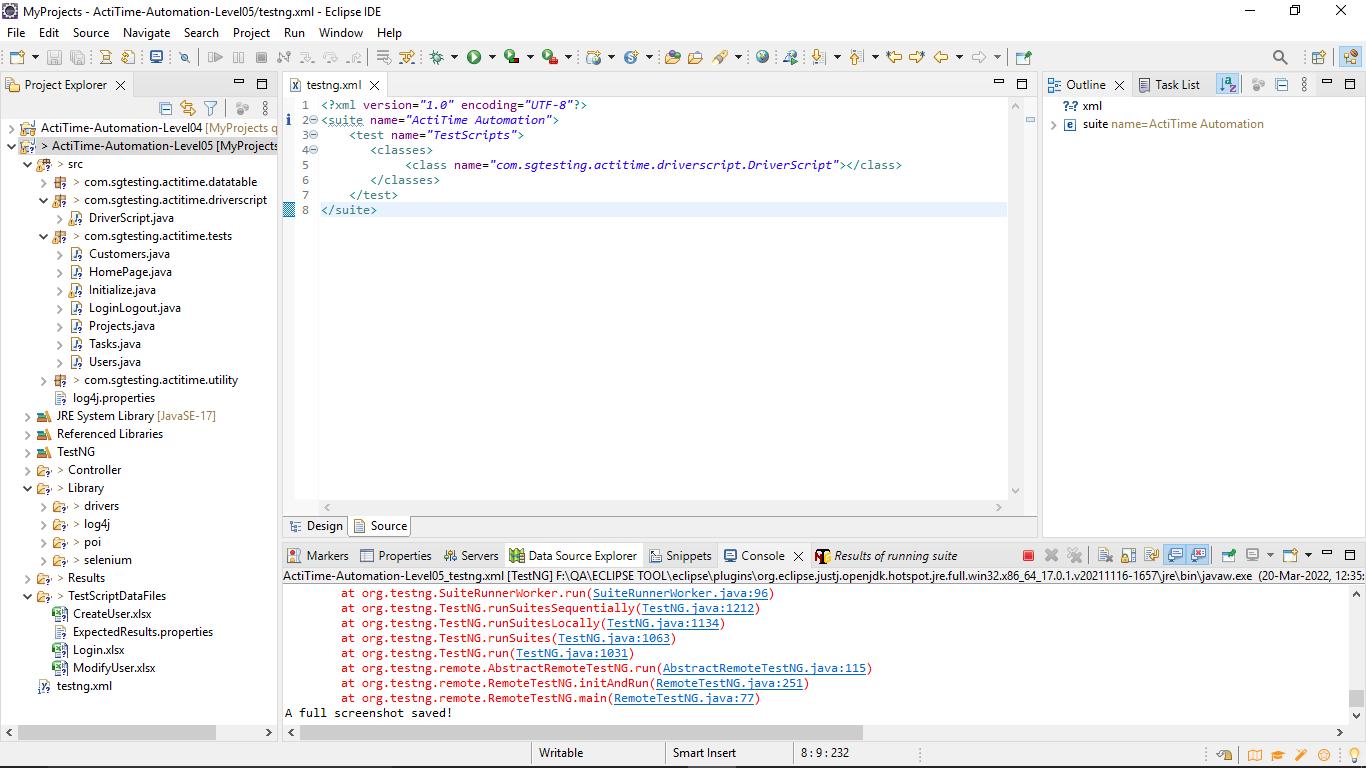 MyProjects - ActiTime-Automation-Level05/testng.xml - Eclipse IDE
File Edit Source Navigate Search Project Run Window Help
Project Explorer
ActiTime-Automation-Level04 [MyProjects q
> ActiTime-Automation-Level05 [MyProjects
> src
> com.sgtesting.actitime.datatable
> com.sgtesting.actitime.driverscript
DriverScript.java
> com.sgtesting.actitime.tests
Customers.java
HomePage.java
Initialize.java
LoginLogout.java
Projects.java
Tasks.java
Users.java
> com.sgtesting.actitime.utility
log4j.properties
JRE System Library [JavaSE-17]
Referenced Libraries
TestNG
> Controller
> Library
> drivers
> log4j
> poi
> selenium
> Results
> TestScriptDataFiles
CreateUser.xlsx
ExpectedResults.properties
Login.xlsx
ModifyUser.xlsx
testng.xml
testng.xml
1 <?xml version="1.0" encoding="UTF-8"?>
2 <suite name="ActiTime Automation">
3 <test name="TestScripts">
4 <classes>
5 <class name="com.sgtesting.actitime.driverscript.DriverScript"></class>
6 </classes>
7 </test>
8 </suite>
Design Source
Outline Task List
?-? xml
e suite name=ActiTime Automation
Markers Properties Servers Data Source Explorer Snippets Console Results of running suite
ActiTime-Automation-Level05_testng.xml [TestNG] F:\QA\ECLIPSE TOOL\eclipse\plugins\org.eclipse.justj.openjdk.hotspot.jre.full.win32.x86_64_17.0.1.v20211116-1657\jre\bin\javaw.exe (20-Mar-2022, 12:35:
at org.testng.SuiteRunnerWorker.run(SuiteRunnerWorker.java:96)
at org.testng.TestNG.runSuitesSequentially(TestNG.java:1212)
at org.testng.TestNG.runSuitesLocally(TestNG.java:1134)
at org.testng.TestNG.runSuites(TestNG.java:1063)
at org.testng.TestNG.run(TestNG.java:1031)
at org.testng.remote.AbstractRemoteTestNG.run(AbstractRemoteTestNG.java:115)
at org.testng.remote.RemoteTestNG.initAndRun(RemoteTestNG.java:251)
at org.testng.remote.RemoteTestNG.main(RemoteTestNG.java:77)
A full screenshot saved!
Writable Smart Insert 8 : 9 : 232